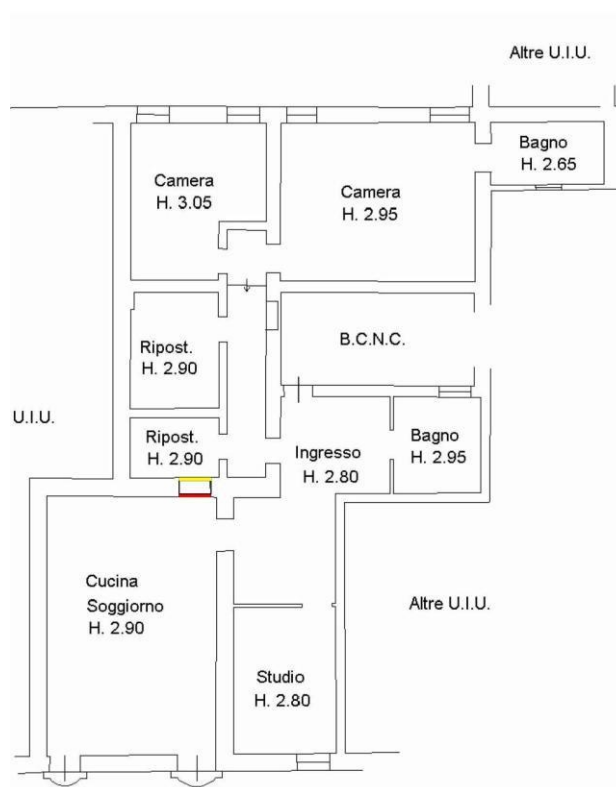 Altre U.I.U.
Bagno
H. 2.65
Camera
H. 3.05
Camera
H. 2.95
Ripost.
H. 2.90
B.C.N.C.
U.I.U.
Ripost.
H. 2.90
Ingresso
H. 2.80
Bagno
H. 2.95
Cucina
Soggiorno
H. 2.90
Altre U.I.U.
Studio
H. 2.80